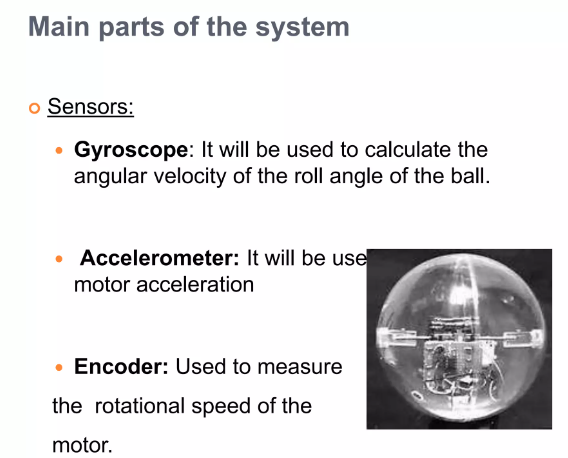 Main parts of the system
Sensors:
Gyroscope: It will be used to calculate the
angular velocity of the roll angle of the ball.
Accelerometer: It will be use
motor acceleration
Encoder: Used to measure
the rotational speed of the
motor.